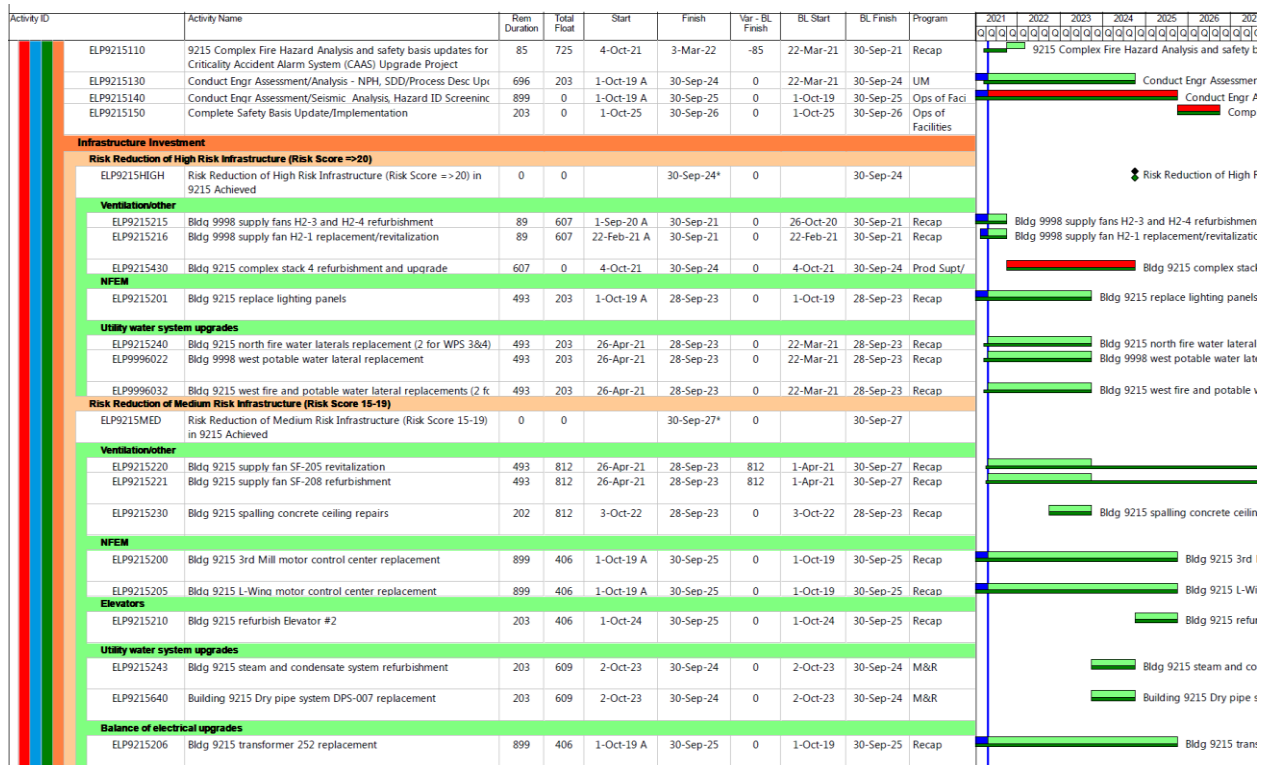 Activity ID Activity Name Rem Duration Total Float Start Finish Var - BL Finish BL Start BL Finish Program 2021 2022 2023 2024 2025 2026 202
Q Q Q Q Q Q Q Q Q Q Q Q Q Q Q Q Q Q Q Q Q Q Q Q Q Q
ELP9215110 9215 Complex Fire Hazard Analysis and safety basis updates for 85 725 4-Oct-21 3-Mar-22 -85 22-Mar-21 30-Sep-21 Recap 9215 Complex Fire Hazard Analysis and safety b
Criticality Accident Alarm System (CAAS) Upgrade Project
ELP9215130 Conduct Engr Assessment/Analysis - NPH, SDD/Process Desc Upd 696 203 1-Oct-19 A 30-Sep-24 0 22-Mar-21 30-Sep-24 UM Conduct Engr Assessmer
ELP9215140 Conduct Engr Assessment/Seismic Analysis, Hazard ID Screeninc 899 0 1-Oct-19 A 30-Sep-25 0 1-Oct-19 30-Sep-25 Ops of Faci Conduct Engr A
ELP9215150 Complete Safety Basis Update/Implementation 203 0 1-Oct-25 30-Sep-26 0 1-Oct-25 30-Sep-26 Ops of Comp
Facilities
Infrastructure Investment
Risk Reduction of High Risk Infrastructure (Risk Score =>20)
ELP9215HIGH Risk Reduction of High Risk Infrastructure (Risk Score =>20) in 0 0 30-Sep-24* 0 30-Sep-24 Risk Reduction of High F
9215 Achieved
Ventilation/other
ELP9215215 Bldg 9998 supply fans H2-3 and H2-4 refurbishment 89 607 1-Sep-20 A 30-Sep-21 0 26-Oct-20 30-Sep-21 Recap Bldg 9998 supply fans H2-3 and H2-4 refurbishmen
ELP9215216 Bldg 9998 supply fan H2-1 replacement/revitalization 89 607 22-Feb-21 A 30-Sep-21 0 22-Feb-21 30-Sep-21 Recap Bldg 9998 supply fan H2-1 replacement/revitalizatic
ELP9215430 Bldg 9215 complex stack 4 refurbishment and upgrade 607 0 4-Oct-21 30-Sep-24 0 4-Oct-21 30-Sep-24 Prod Supt/ Bldg 9215 complex stacl
NFEM
ELP9215201 Bldg 9215 replace lighting panels 493 203 1-Oct-19 A 28-Sep-23 0 1-Oct-19 28-Sep-23 Recap Bldg 9215 replace lighting panels
Utility water system upgrades
ELP9215240 Bldg 9215 north fire water laterals replacement (2 for WPS 3&4) 493 203 26-Apr-21 28-Sep-23 0 22-Mar-21 28-Sep-23 Recap Bldg 9215 north fire water lateral
ELP9996022 Bldg 9998 west potable water lateral replacement 493 203 26-Apr-21 28-Sep-23 0 22-Mar-21 28-Sep-23 Recap Bldg 9998 west potable water late
ELP9996032 Bldg 9215 west fire and potable water lateral replacements (2 fc 493 203 26-Apr-21 28-Sep-23 0 22-Mar-21 28-Sep-23 Recap Bldg 9215 west fire and potable v
Risk Reduction of Medium Risk Infrastructure (Risk Score 15-19)
ELP9215MED Risk Reduction of Medium Risk Infrastructure (Risk Score 15-19) 0 0 30-Sep-27* 0 30-Sep-27
in 9215 Achieved
Ventilation/other
ELP9215220 Bldg 9215 supply fan SF-205 revitalization 493 812 26-Apr-21 28-Sep-23 812 1-Apr-21 30-Sep-27 Recap
ELP9215221 Bldg 9215 supply fan SF-208 refurbishment 493 812 26-Apr-21 28-Sep-23 812 1-Apr-21 30-Sep-27 Recap
ELP9215230 Bldg 9215 spalling concrete ceiling repairs 202 812 3-Oct-22 28-Sep-23 0 3-Oct-22 28-Sep-23 Recap Bldg 9215 spalling concrete ceilin
NFEM
ELP9215200 Bldg 9215 3rd Mill motor control center replacement 899 406 1-Oct-19 A 30-Sep-25 0 1-Oct-19 30-Sep-25 Recap Bldg 9215 3rd
ELP9215205 Bldg 9215 L-Wing motor control center replacement 899 406 1-Oct-19 A 30-Sep-25 0 1-Oct-19 30-Sep-25 Recap Bldg 9215 L-Wi
Elevators
ELP9215210 Bldg 9215 refurbish Elevator #2 203 406 1-Oct-24 30-Sep-25 0 1-Oct-24 30-Sep-25 Recap Bldg 9215 refur
Utility water system upgrades
ELP9215243 Bldg 9215 steam and condensate system refurbishment 203 609 2-Oct-23 30-Sep-24 0 2-Oct-23 30-Sep-24 M&R Bldg 9215 steam and co
ELP9215640 Building 9215 Dry pipe system DPS-007 replacement 203 609 2-Oct-23 30-Sep-24 0 2-Oct-23 30-Sep-24 M&R Building 9215 Dry pipe s
Balance of electrical upgrades
ELP9215206 Bldg 9215 transformer 252 replacement 899 406 1-Oct-19 A 30-Sep-25 0 1-Oct-19 30-Sep-25 Recap Bldg 9215 trans